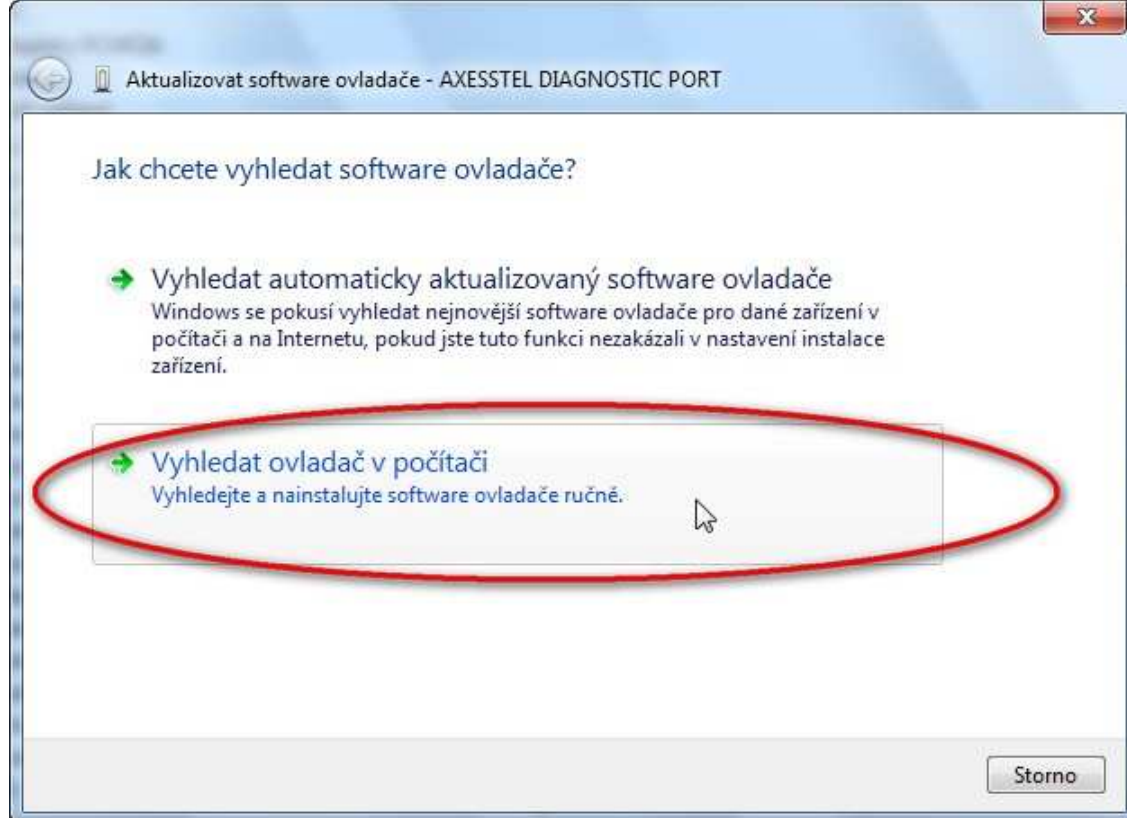 Aktualizovat software ovladače - AXESSTEL DIAGNOSTIC PORT
Jak chcete vyhledat software ovladače?
Vyhledat automaticky aktualizovaný software ovladače
Windows se pokusí vyhledat nejnovější software ovladače pro dané zařízení v
počítači a na Internetu, pokud jste tuto funkci nezakázali v nastavení instalace
zařízení.
Vyhledat ovladač v počítači
Vyhledejte a nainstalujte software ovladače ručně.
Storno